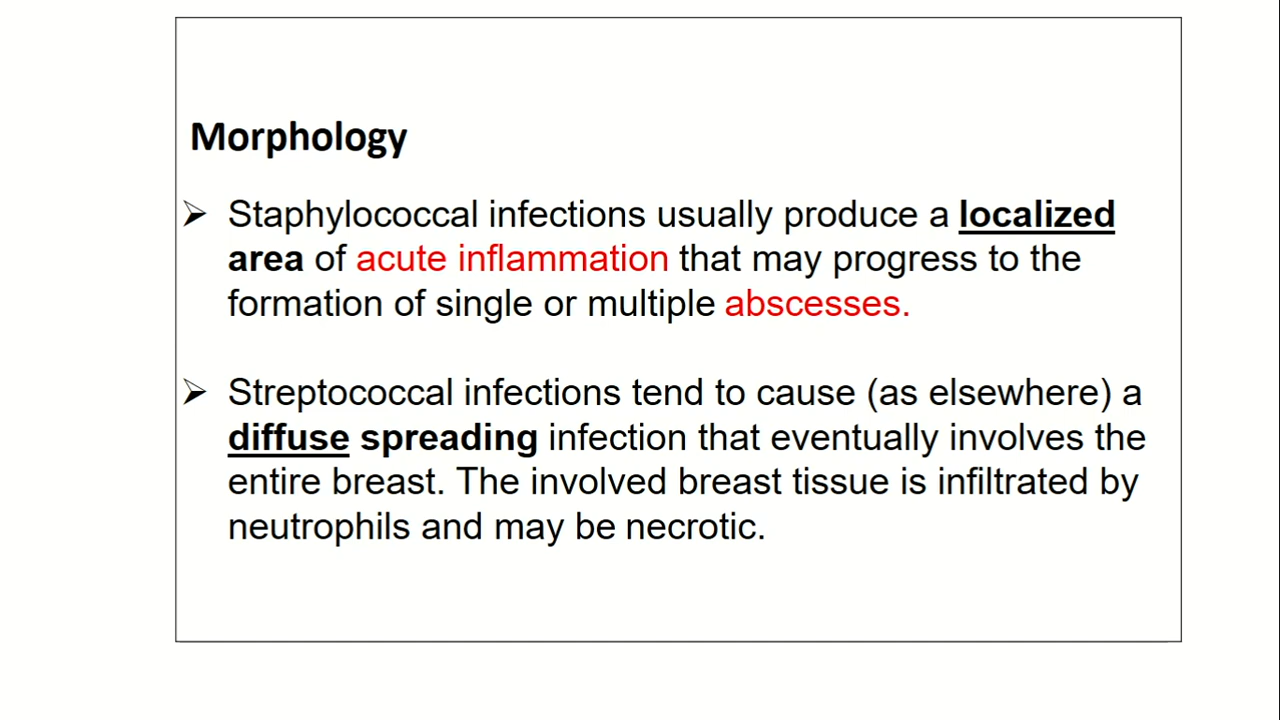 Morphology
➢ Staphylococcal infections usually produce a localized
area of acute inflammation that may progress to the
formation of single or multiple abscesses.
➢ Streptococcal infections tend to cause (as elsewhere) a
diffuse spreading infection that eventually involves the
entire breast. The involved breast tissue is infiltrated by
neutrophils and may be necrotic.